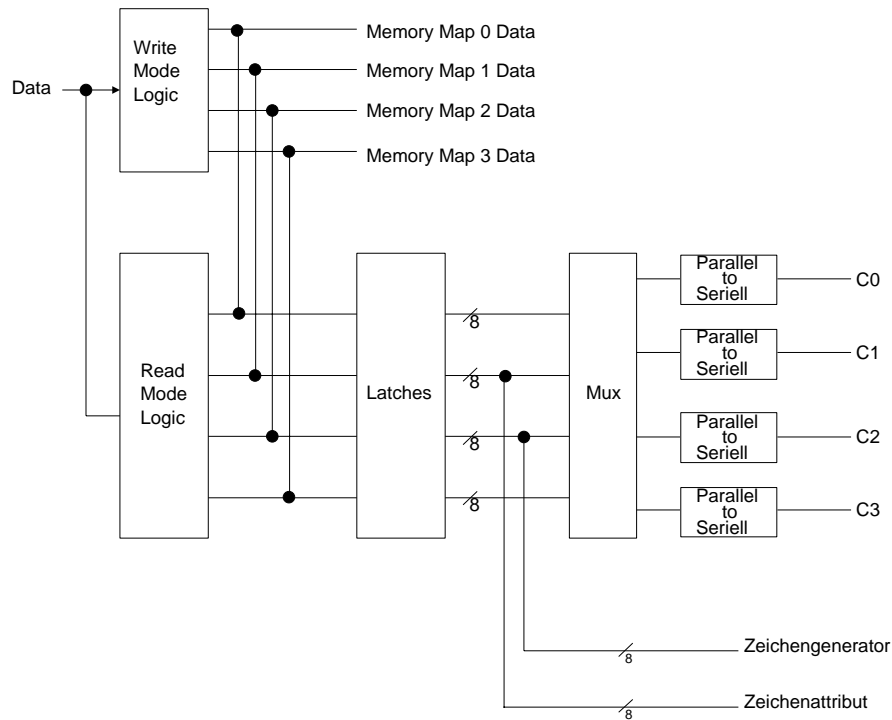 Write
Mode
Logic
Data
Memory Map 0 Data
Memory Map 1 Data
Memory Map 2 Data
Memory Map 3 Data
Read
Mode
Logic
Latches
8
8
8
8
Mux
Parallel
to
Seriell
C0
Parallel
to
Seriell
C1
Parallel
to
Seriell
C2
Parallel
to
Seriell
C3
8
Zeichengenerator
8
Zeichenattribut